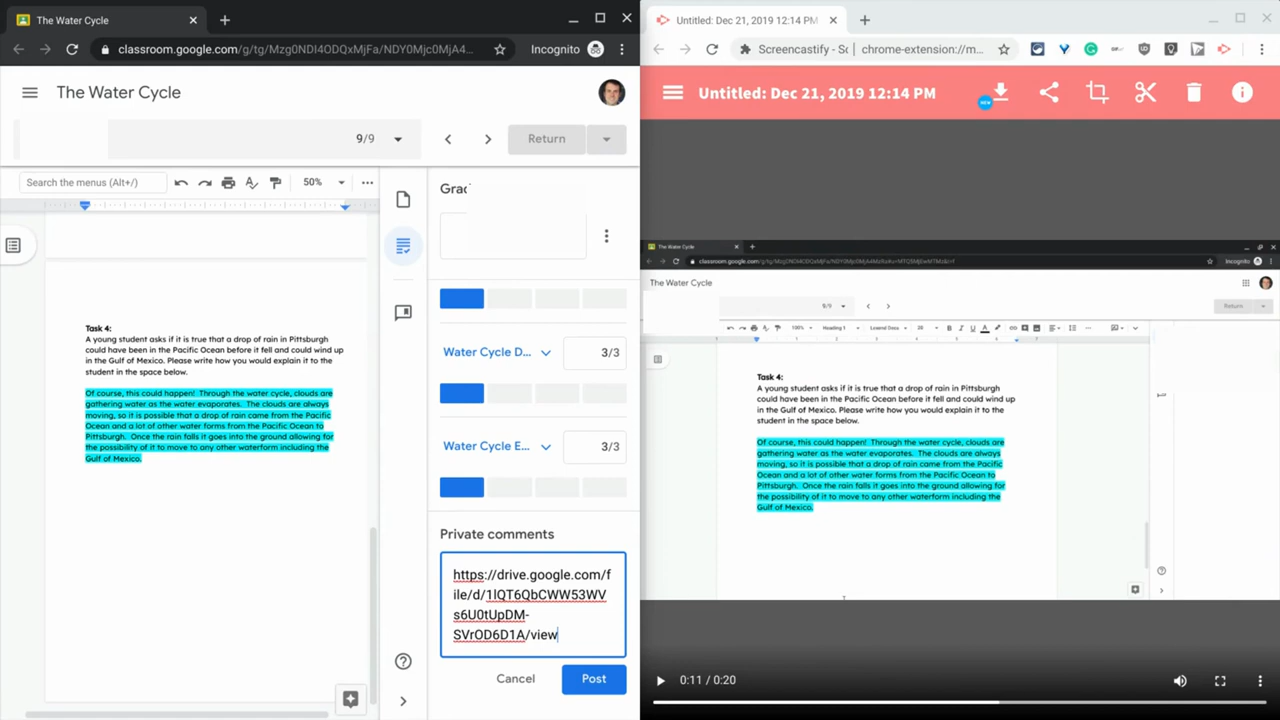 The Water Cycle
classroom.google.com/g/tg/Mzg0NDI4ODQxMjFa/NDY0Mjc0MjA4...
Incognito
The Water Cycle
9/9
Return
Search the menus (Alt+/)
50%
Task 4:
A young student asks if it is true that a drop of rain in Pittsburgh
could have been in the Pacific Ocean before it fell and could wind up
in the Gulf of Mexico. Please write how you would explain it to the
student in the space below.
Of course, this could happen! Through the water cycle, clouds are
gathering water as the water evaporates. The clouds are always
moving, so it is possible that a drop of rain came from the Pacific
Ocean and a lot of other water forms from the Pacific Ocean to
Pittsburgh. Once the rain falls it goes into the ground allowing for
the possibility of it to move to any other waterform including the
Gulf of Mexico.
Grad
Water Cycle D...
3/3
Water Cycle E...
3/3
Private comments
https://drive.google.com/f
ile/d/1lQT6QbCWW53WV
s6U0tUpDM-
SVrOD6D1A/view
Cancel
Post
Untitled: Dec 21, 2019 12:14 PM
Screencastify - Sc
chrome-extension://m...
Untitled: Dec 21, 2019 12:14 PM
NEW
The Water Cycle
Incognito
The Water Cycle
9/9
Return
100%
Heading 1
Lexend Deca
20
Task 4:
A young student asks if it is true that a drop of rain in Pittsburgh
could have been in the Pacific Ocean before it fell and could wind up
in the Gulf of Mexico. Please write how you would explain it to the
student in the space below.
Of course, this could happen! Through the water cycle, clouds are
gathering water as the water evaporates. The clouds are always
moving, so it is possible that a drop of rain came from the Pacific
Ocean and a lot of other water forms from the Pacific Ocean to
Pittsburgh. Once the rain falls it goes into the ground allowing for
the possibility of it to move to any other waterform including the
Gulf of Mexico.
0:11 / 0:20